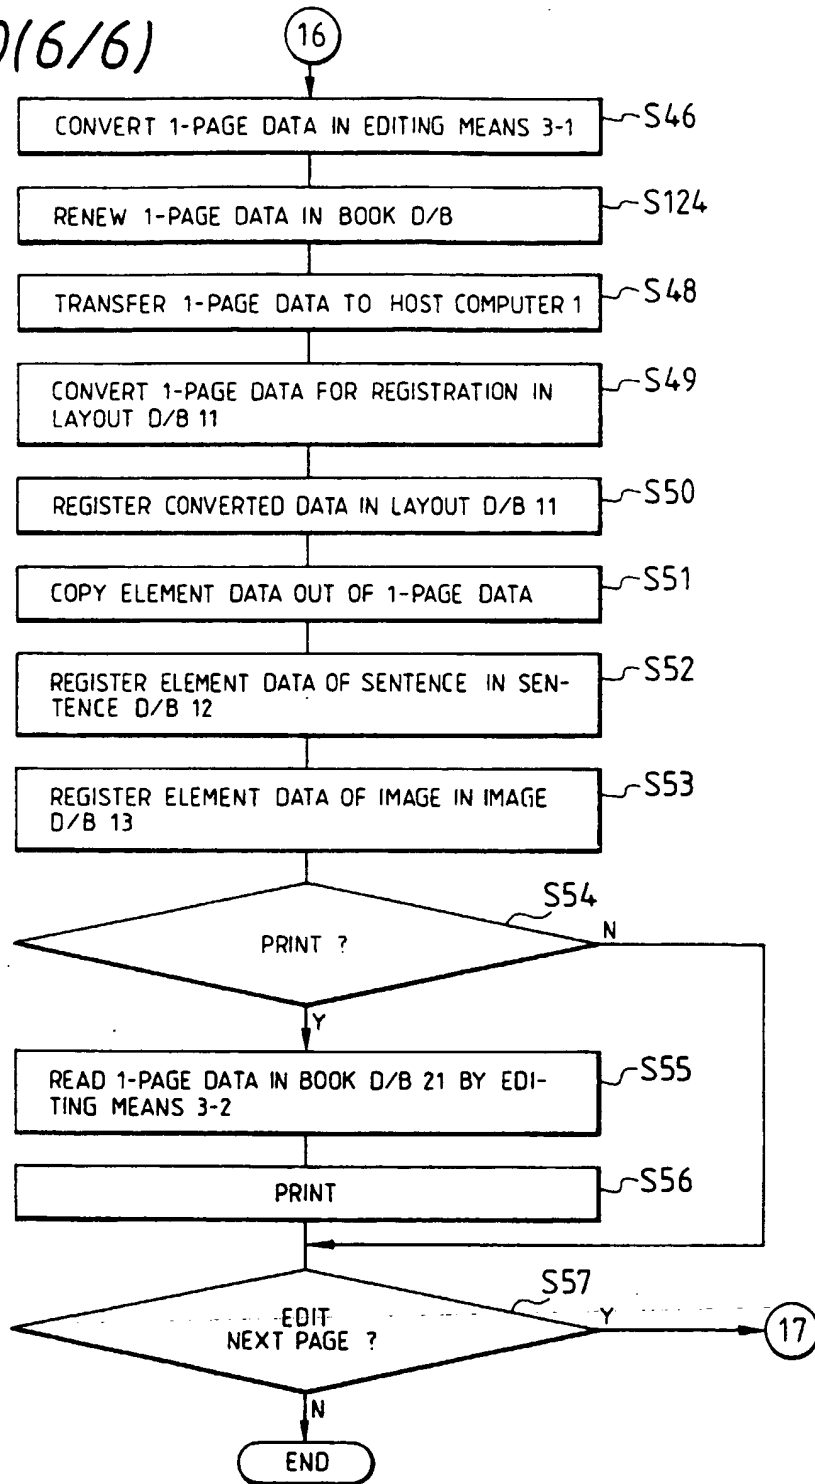 0(6/6)
16
CONVERT 1-PAGE DATA IN EDITING MEANS 3-1
S46
RENEW 1-PAGE DATA IN BOOK D/B
S124
TRANSFER 1-PAGE DATA TO HOST COMPUTER 1
S48
CONVERT 1-PAGE DATA FOR REGISTRATION IN
LAYOUT D/B 11
S49
REGISTER CONVERTED DATA IN LAYOUT D/B 11
S50
COPY ELEMENT DATA OUT OF 1-PAGE DATA
S51
REGISTER ELEMENT DATA OF SENTENCE IN SEN-
TENCE D/B 12
S52
REGISTER ELEMENT DATA OF IMAGE IN IMAGE
D/B 13
S53
S54
PRINT ?
N
Y
READ 1-PAGE DATA IN BOOK D/B 21 BY EDI-
TING MEANS 3-2
S55
PRINT
S56
S57
EDIT
NEXT PAGE ?
Y
17
N
END